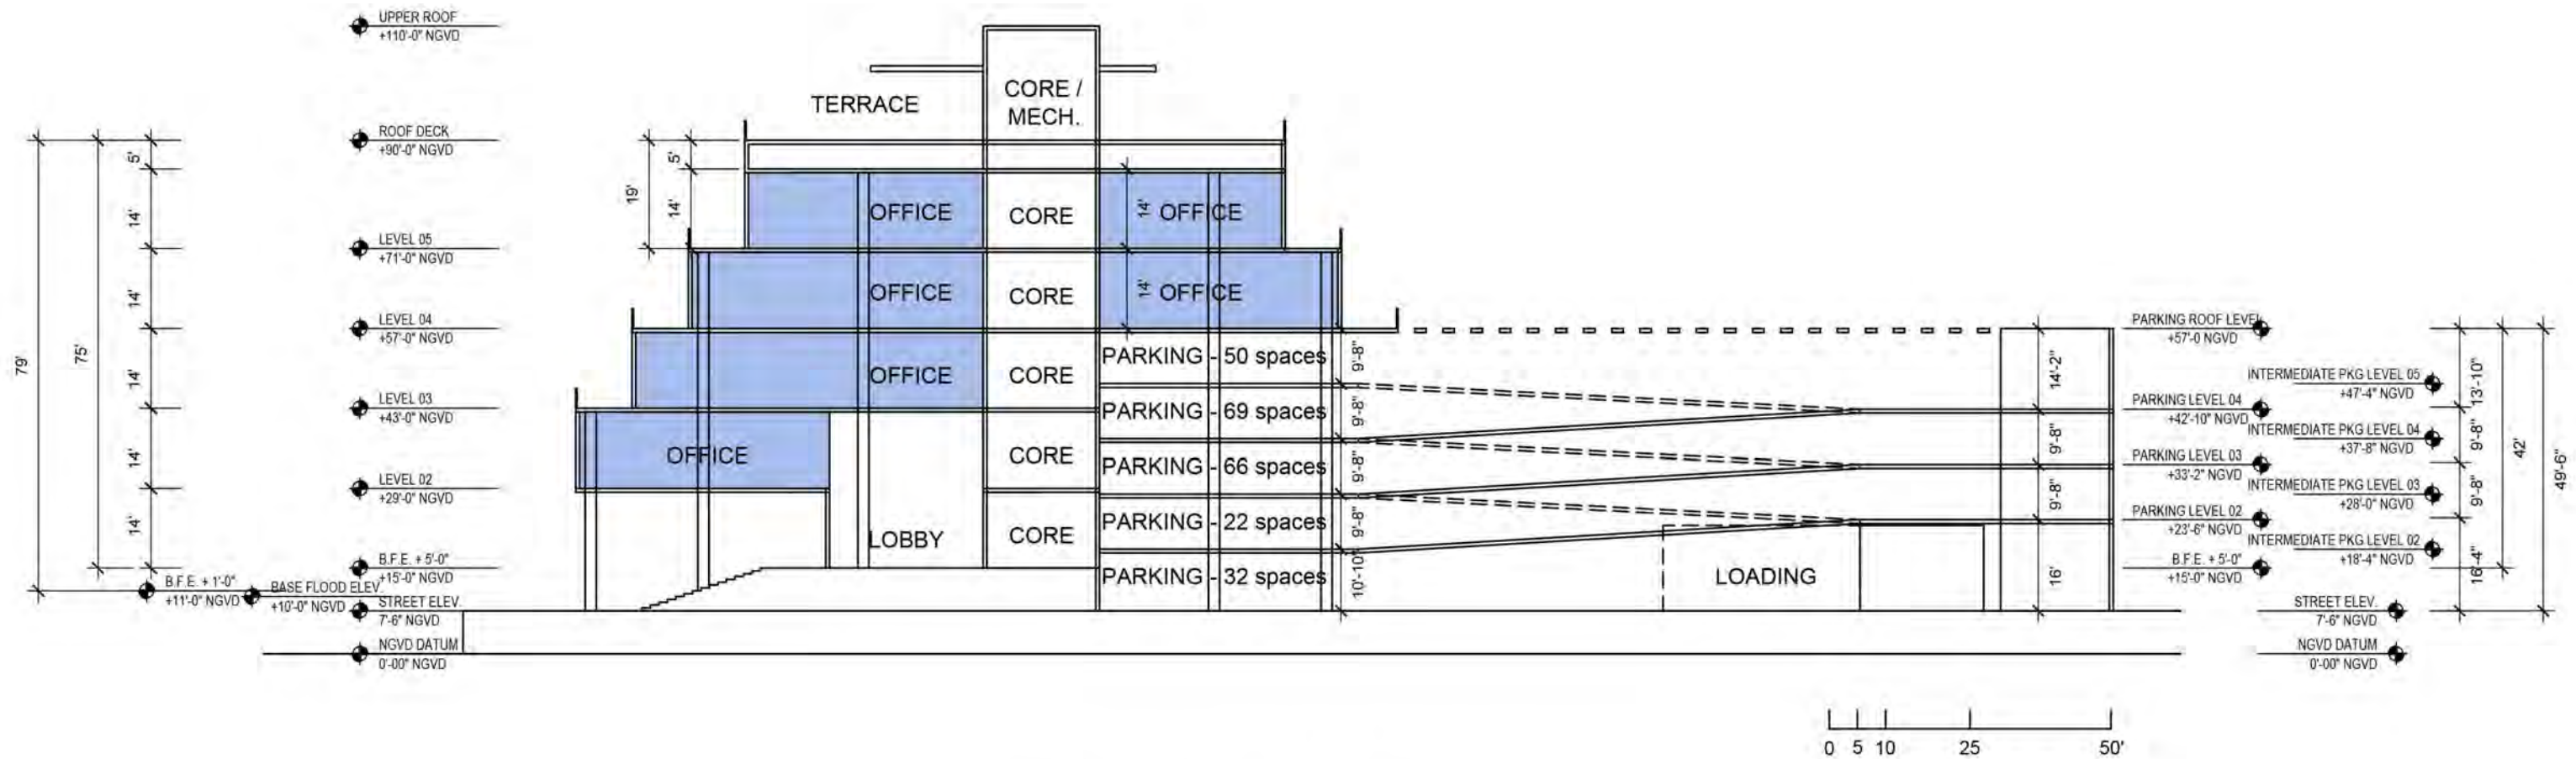 UPPER ROOF
+110'-0" NGVD
CORE /
MECH.
TERRACE
ROOF DECK
+90'-0" NGVD
5'
5'
19'
14'
14'
OFFICE
CORE
14'
OFFICE
LEVEL 05
+71'-0" NGVD
14'
OFFICE
CORE
14'
OFFICE
LEVEL 04
+57'-0" NGVD
PARKING ROOF LEVEL
+57'-0 NGVD
79'
75'
14'
OFFICE
CORE
PARKING - 50 spaces
9'-8"
14'-2"
13'-10"
INTERMEDIATE PKG LEVEL 05
+47'-4" NGVD
LEVEL 03
+43'-0" NGVD
PARKING - 69 spaces
9'-8"
PARKING LEVEL 04
+42'-10" NGVD
INTERMEDIATE PKG LEVEL 04
+37'-8" NGVD
14'
OFFICE
CORE
PARKING - 66 spaces
9'-8"
9'-8"
9'-8"
42'
49'-6"
PARKING LEVEL 03
+33'-2" NGVD
INTERMEDIATE PKG LEVEL 03
+28'-0" NGVD
LEVEL 02
+29'-0" NGVD
PARKING - 22 spaces
9'-8"
9'-8"
9'-8"
PARKING LEVEL 02
+23'-6" NGVD
14'
LOBBY
CORE
INTERMEDIATE PKG LEVEL 02
+18'-4" NGVD
B.F.E. + 5'-0"
+15'-0" NGVD
PARKING - 32 spaces
10'-10"
LOADING
16'
16'-4"
B.F.E. + 5'-0"
+15'-0" NGVD
B.F.E. + 1'-0"
+11'-0" NGVD
BASE FLOOD ELEV.
+10'-0" NGVD
STREET ELEV.
7'-6" NGVD
STREET ELEV.
7'-6" NGVD
NGVD DATUM
0'-00" NGVD
NGVD DATUM
0'-00" NGVD
0 5 10 25 50'